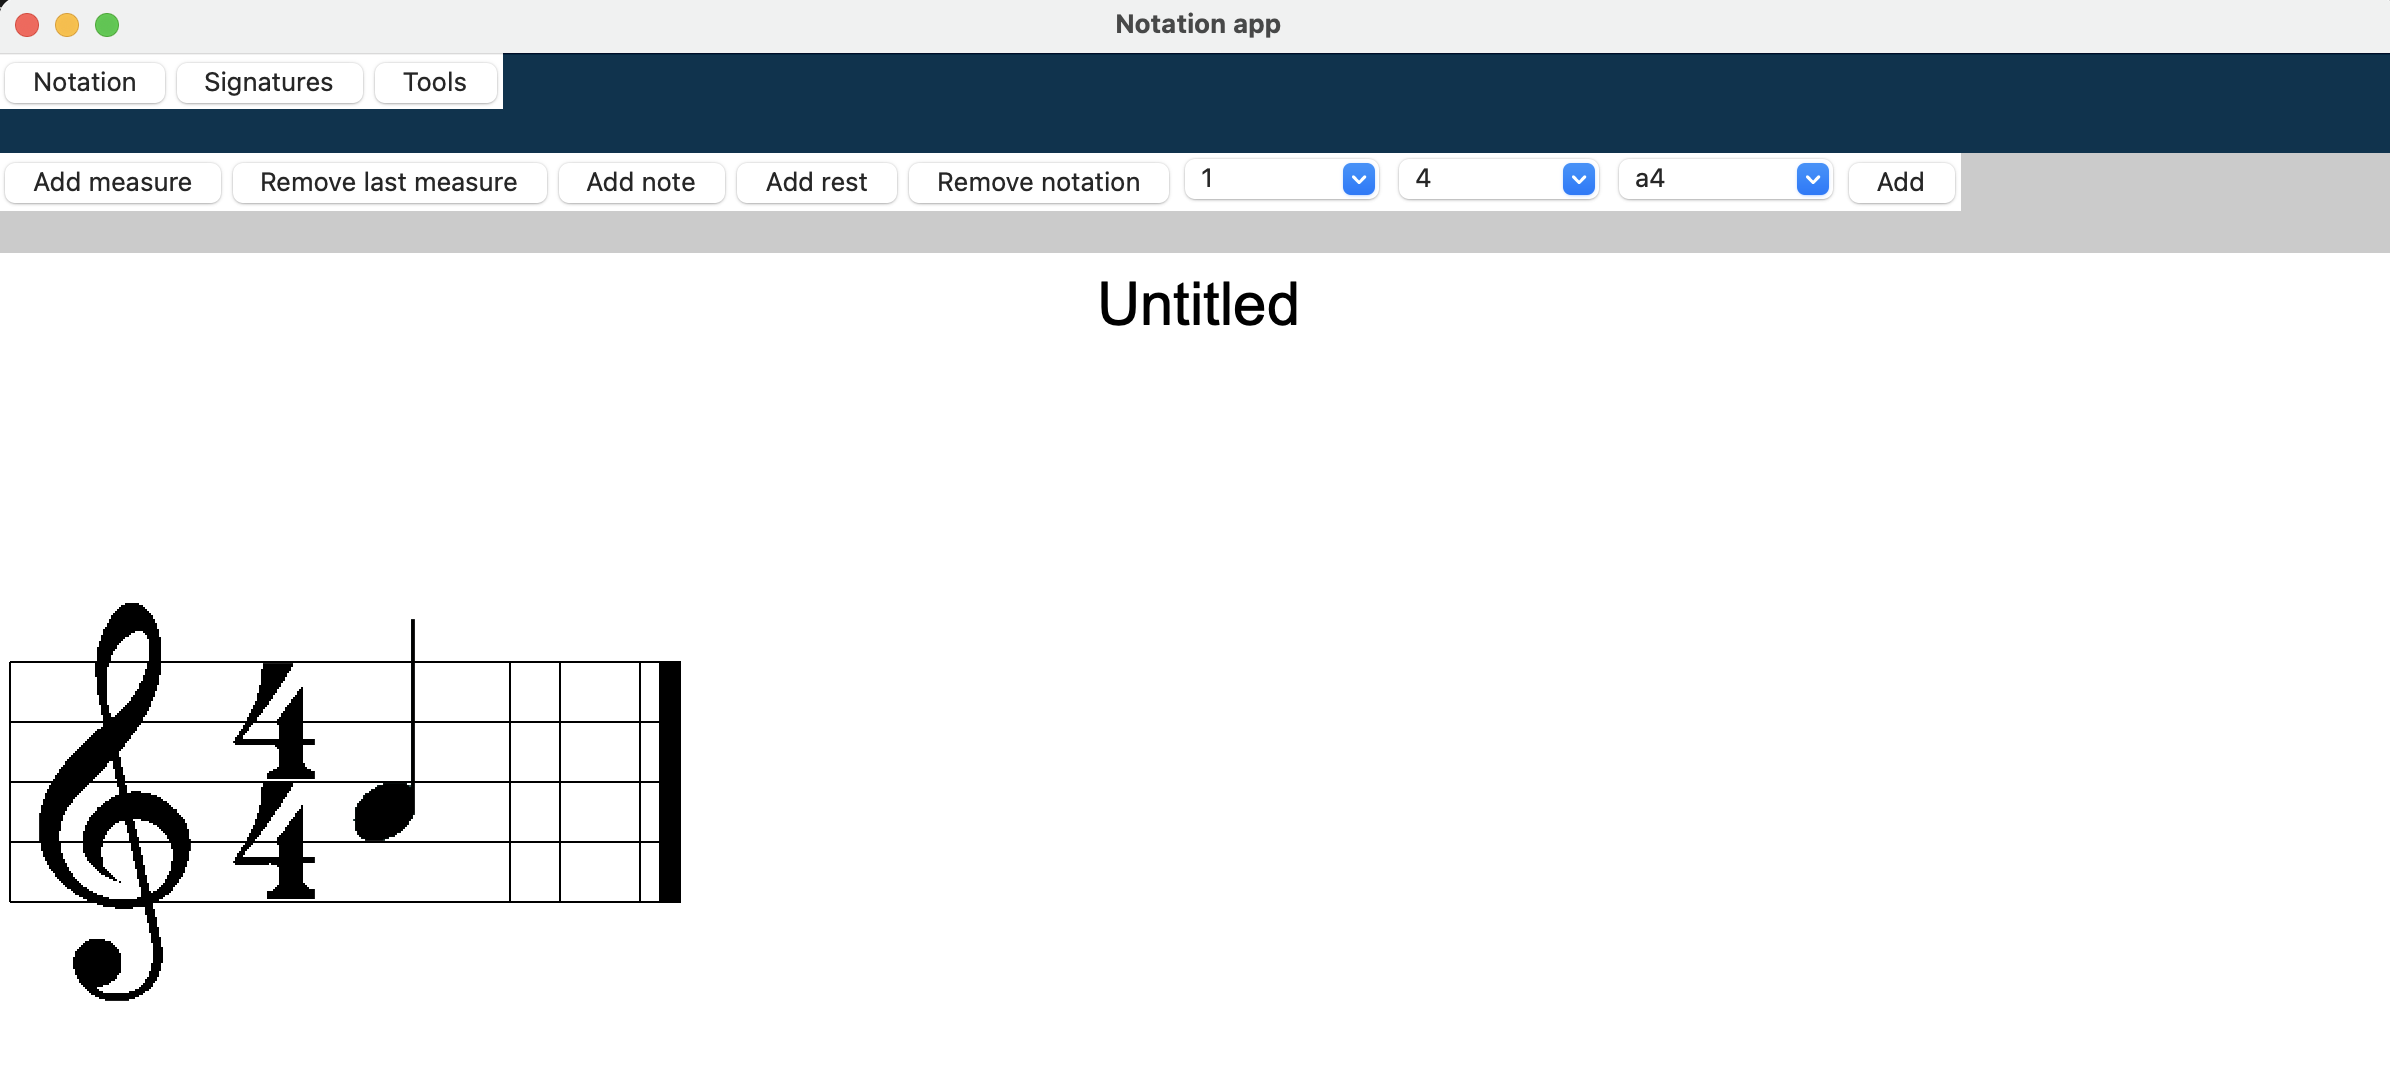 Notation app
Notation Signatures Tools
Add measure Remove last measure Add note Add rest Remove notation 1 4 a4 Add
Untitled
4
4